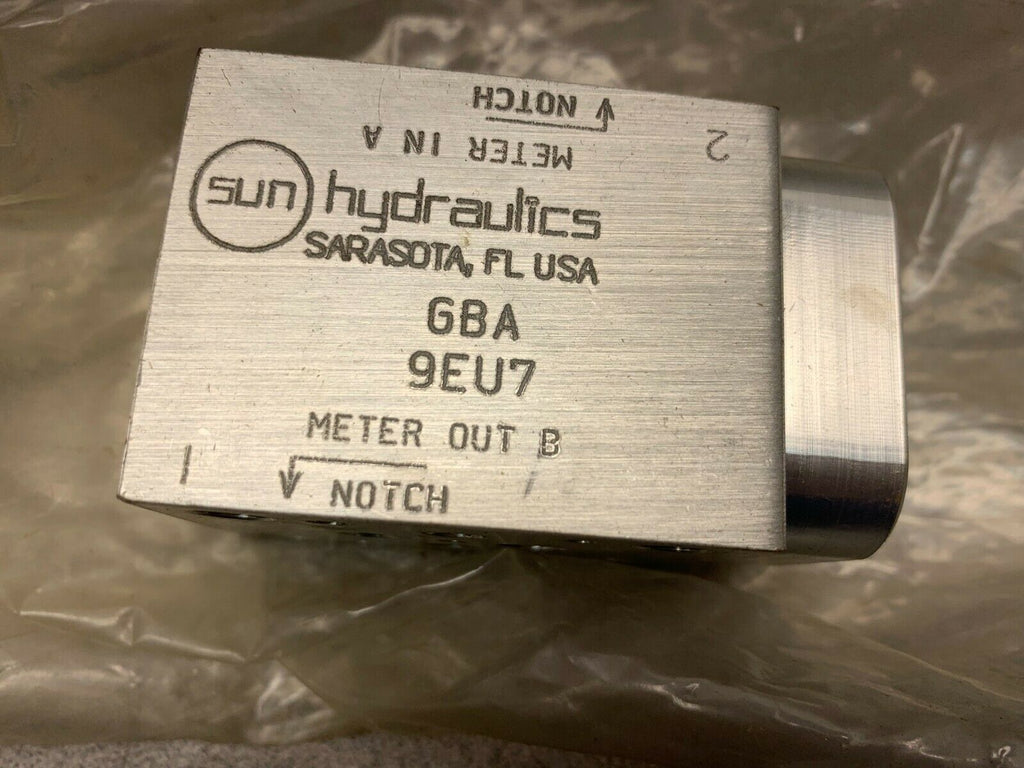 NOTCH
2
METER IN A
sun hydraulics
SARASOTA, FL USA
GBA
9EU7
METER OUT B
1
NOTCH